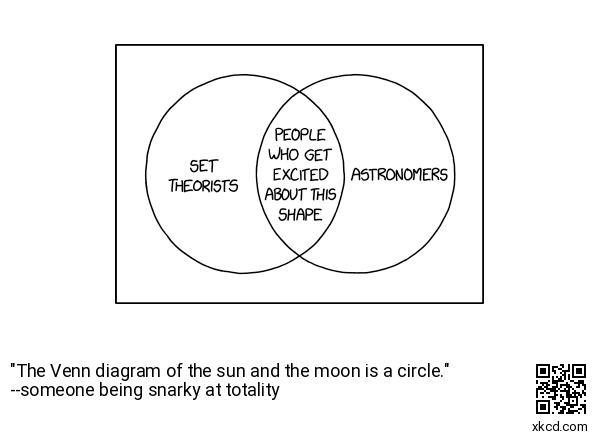 SET
THEORISTS
PEOPLE
WHO GET
EXCITED
ABOUT THIS
SHAPE
ASTRONOMERS
"The Venn diagram of the sun and the moon is a circle."
--someone being snarky at totality
xkcd.com